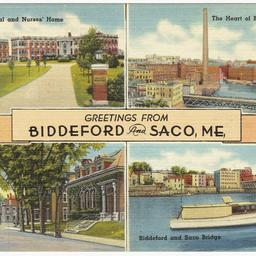 al and Nurses' Home
The Heart of B
GREETINGS FROM
BIDDEFORD And SACO, ME,
Biddeford and Saco Bridge